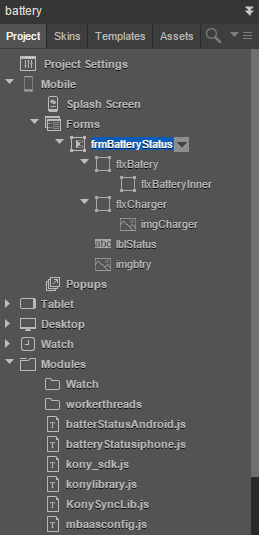 battery
Project Skins Templates Assets
Project Settings
Mobile
Splash Screen
Forms
frmBatteryStatus
flxBatery
flxBatteryInner
flxCharger
imgCharger
abc lblStatus
imgbtry
Popups
Tablet
Desktop
Watch
Modules
Watch
workerthreads
T batterStatusAndroid.js
T batteryStatusiphone.js
T kony_sdk.js
T konylibrary.js
T KonySyncLib.js
T mbaasconfig.js